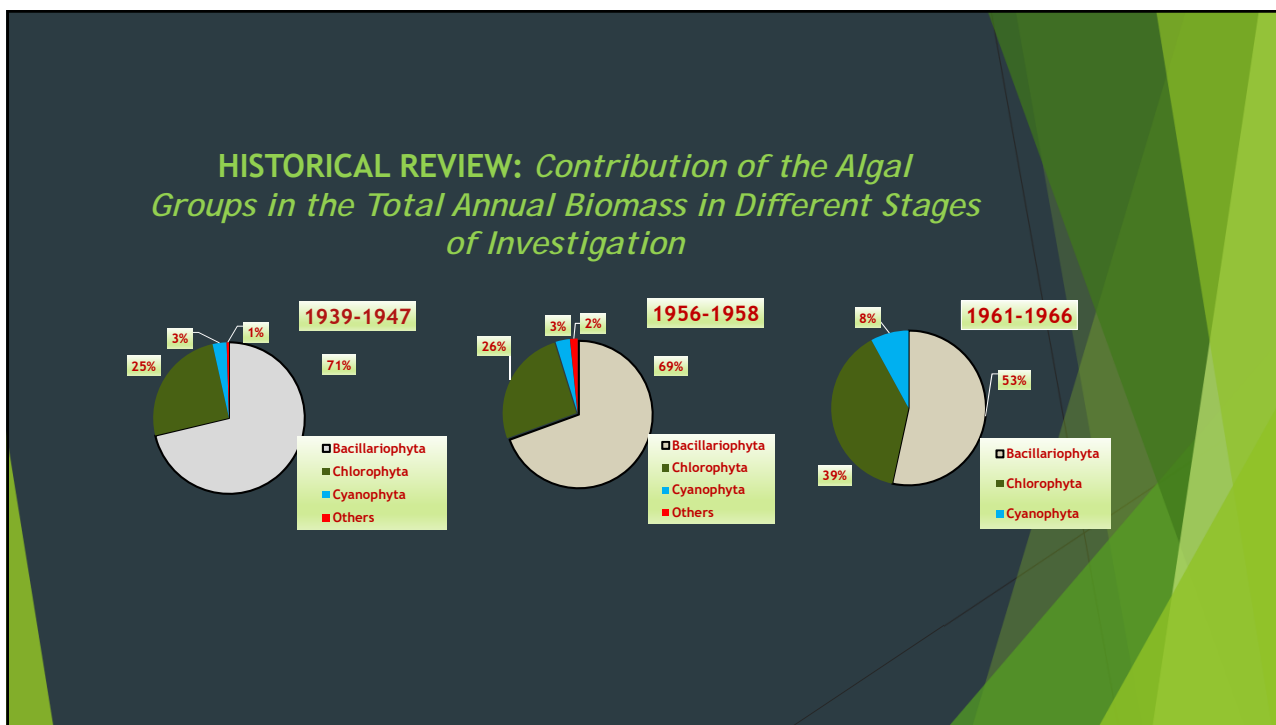 HISTORICAL REVIEW: Contribution of the Algal
Groups in the Total Annual Biomass in Different Stages
of Investigation
1939-1947
3%
1%
25%
71%
Bacillariophyta
Chlorophyta
Cyanophyta
Others
1956-1958
3%
2%
26%
69%
Bacillariophyta
Chlorophyta
Cyanophyta
Others
1961-1966
8%
53%
39%
Bacillariophyta
Chlorophyta
Cyanophyta